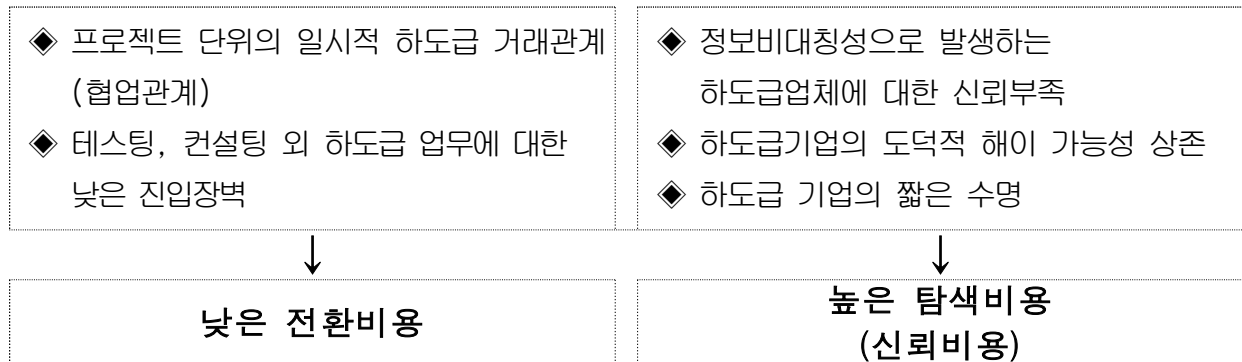 ◈ 프로젝트 단위의 일시적 하도급 거래관계
(협업관계)
◈ 테스팅, 컨설팅 외 하도급 업무에 대한
낮은 진입장벽
◈ 정보비대칭성으로 발생하는
하도급업체에 대한 신뢰부족
◈ 하도급기업의 도덕적 해이 가능성 상존
◈ 하도급 기업의 짧은 수명
↓
↓
낮은 전환비용
높은 탐색비용
(신뢰비용)